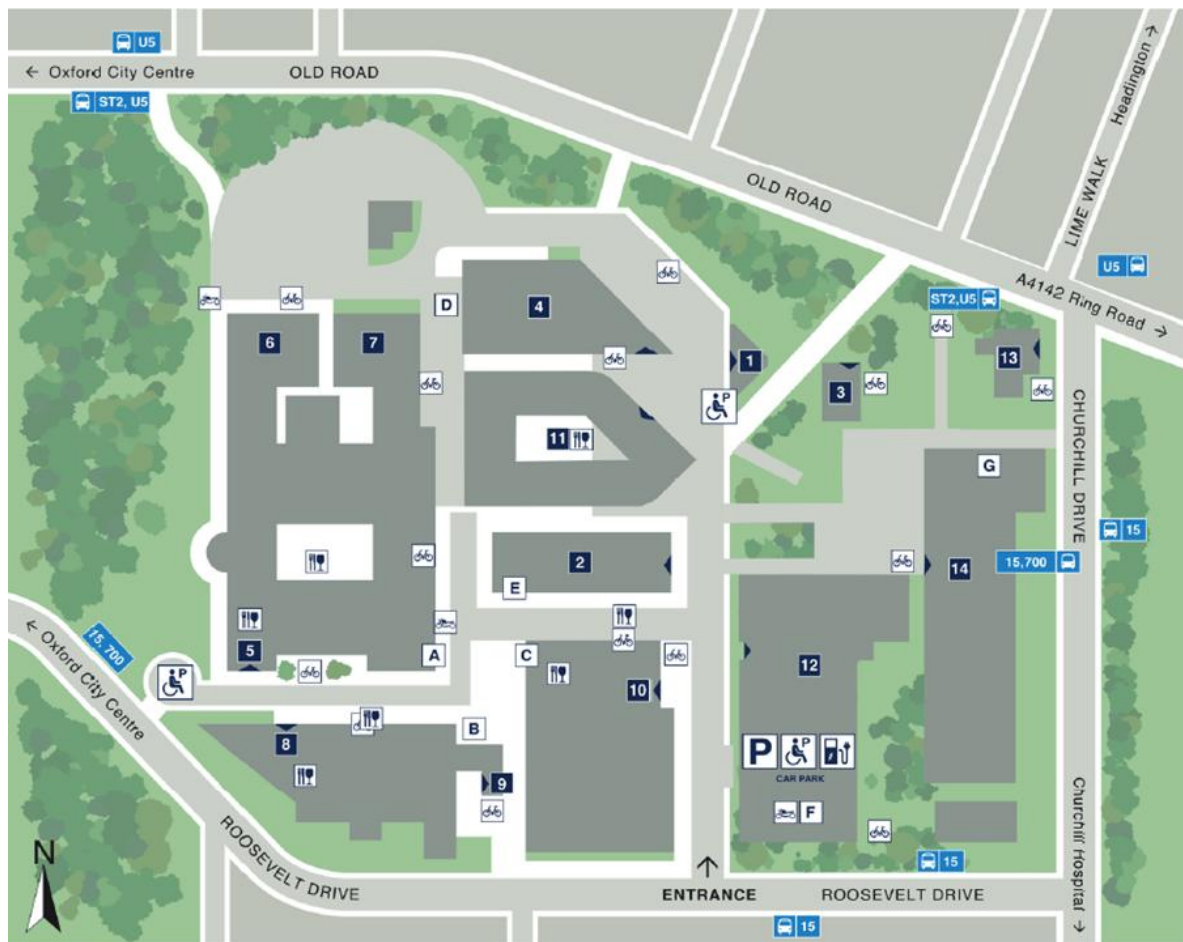 U5
← Oxford City Centre
OLD ROAD
ST2, U5
Headington →
LIME WALK
OLD ROAD
U5
A4142 Ring Road →
D
4
ST2,U5
6
7
1
13
3
CHURCHILL DRIVE
11
G
15
2
14
15,700
E
← Oxford City Centre
15, 700
5
A
C
12
10
B
8
P
CAR PARK
9
F
Churchill Hospital →
N
ROOSEVELT DRIVE
15
ENTRANCE
ROOSEVELT DRIVE
15